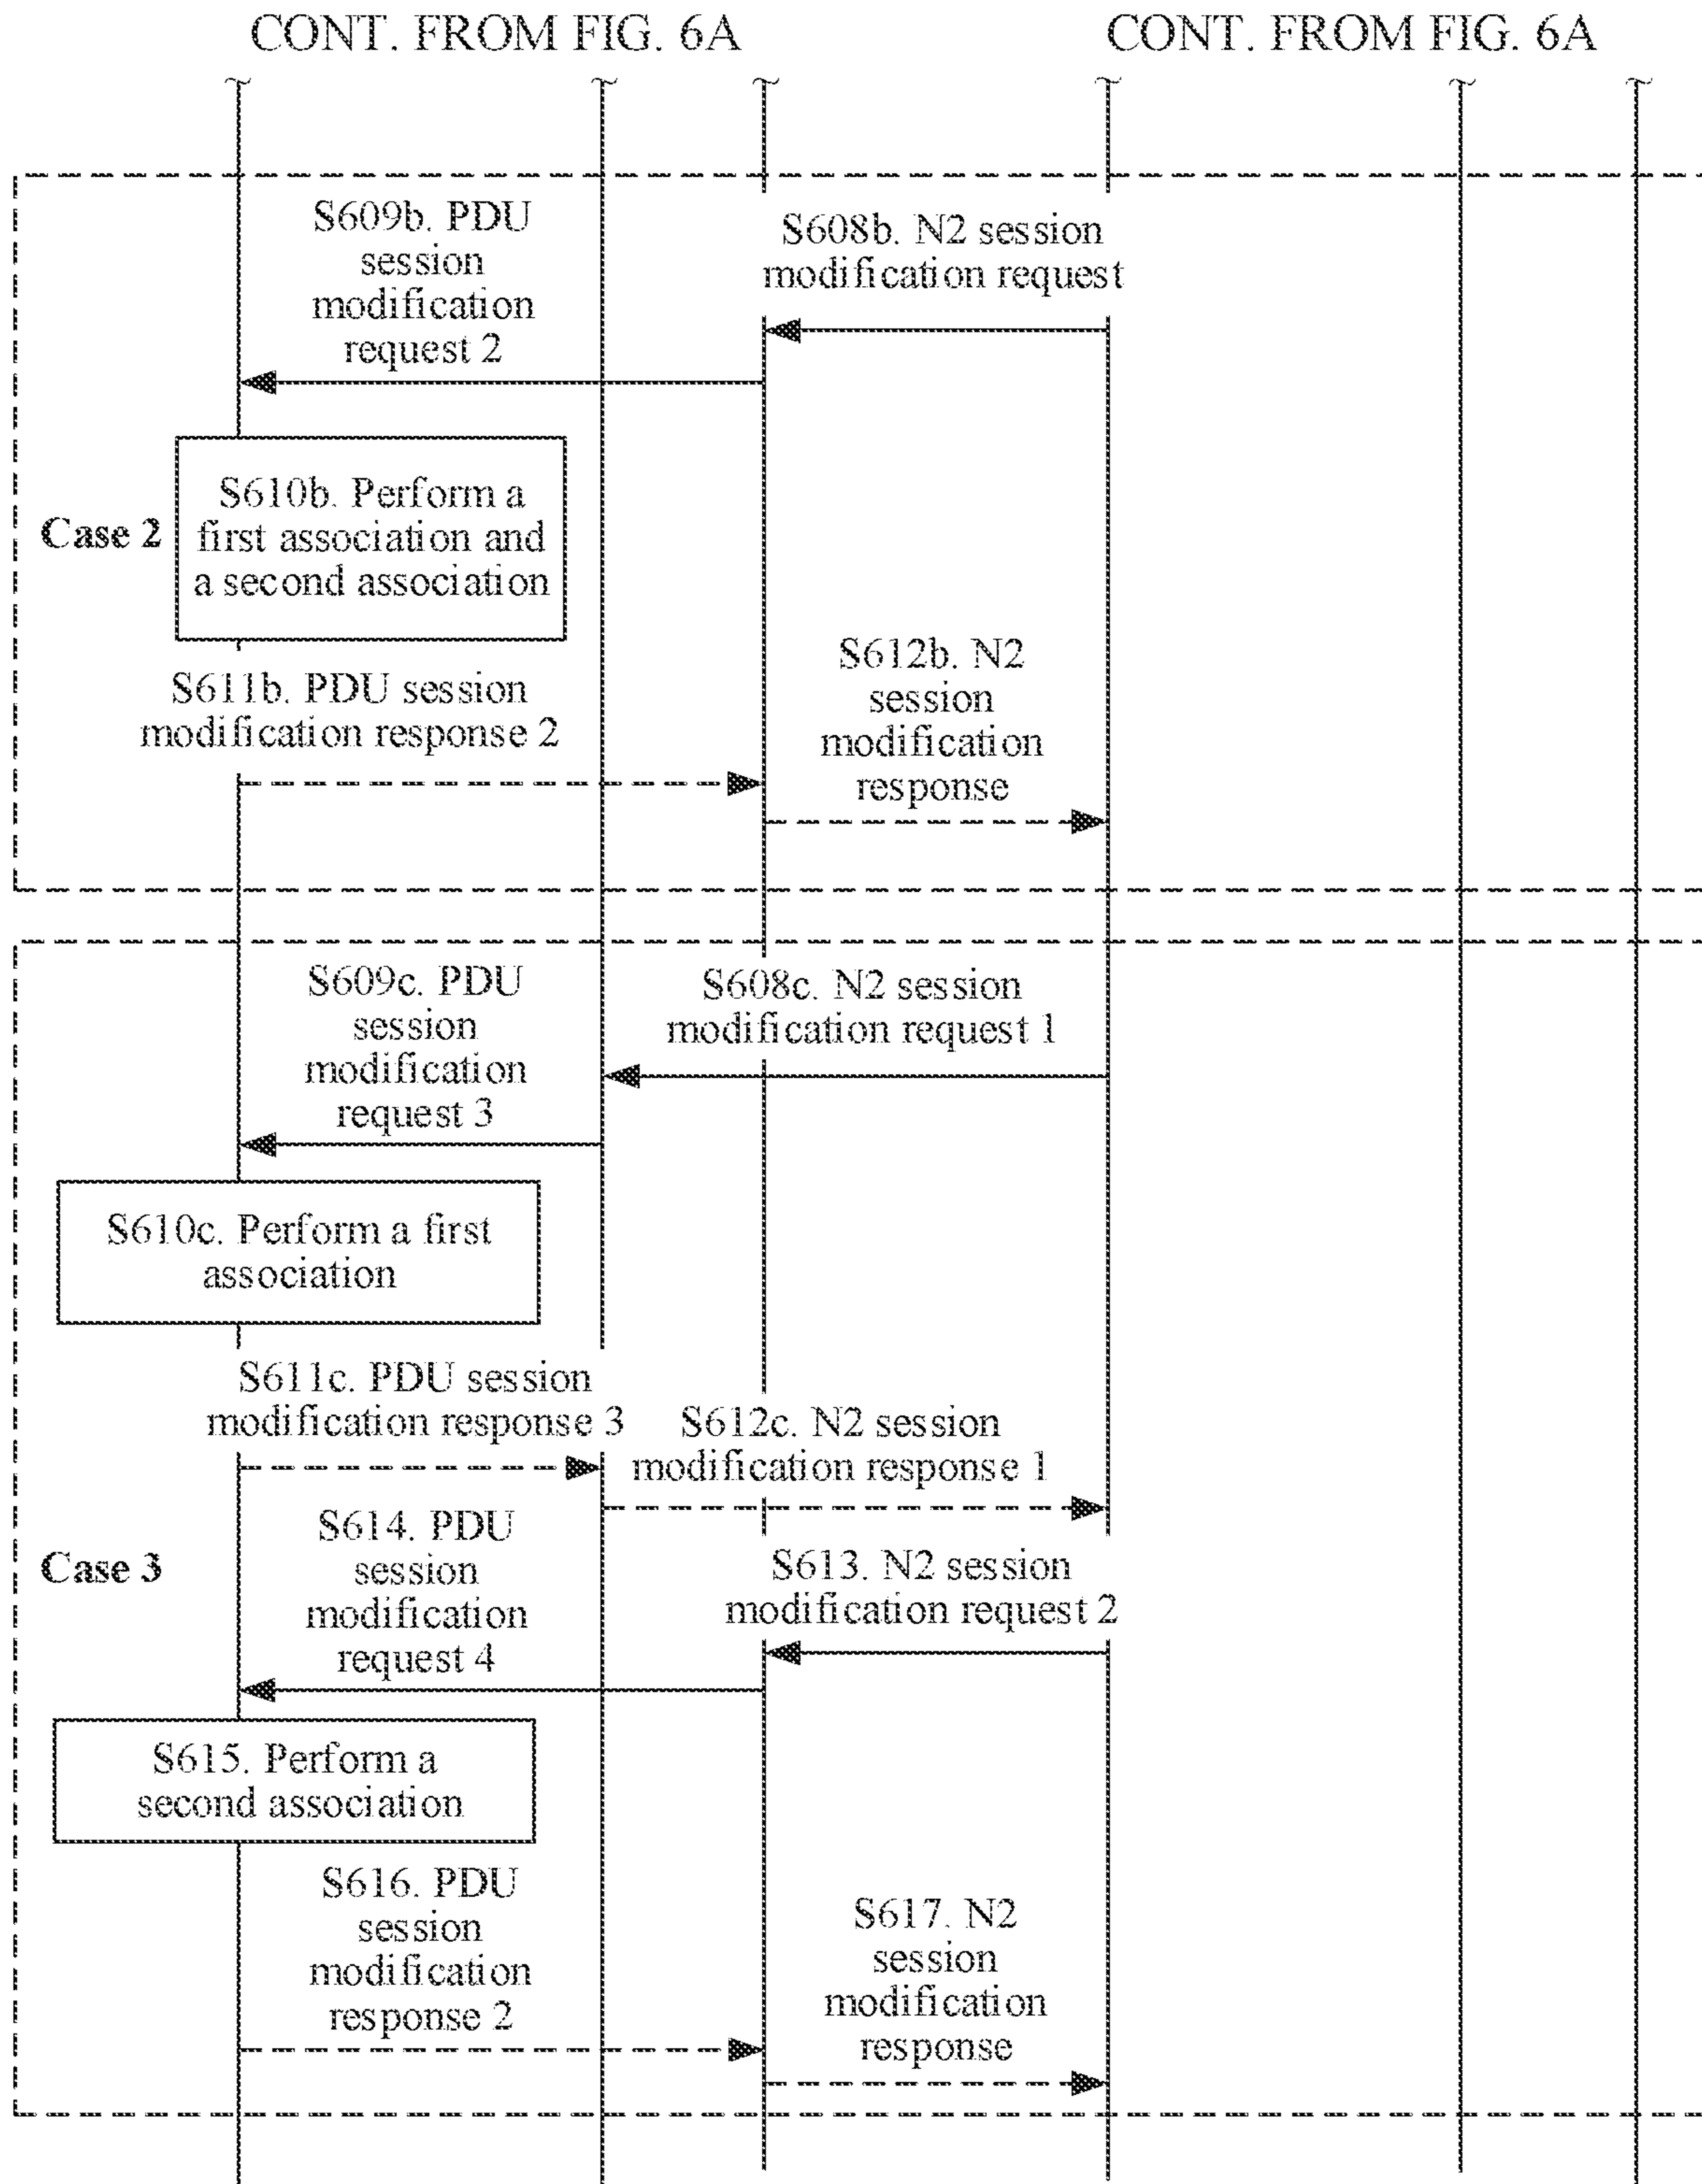 CONT. FROM FIG. 6A
CONT. FROM FIG. 6A
S609b. PDU
session
modification
request 2
S608b. N2 session
modification request
Case 2
S610b. Perform a
first association and
a second association
S611b. PDU session
modification response 2
S612b. N2
session
modification
response
S609c. PDU
session
modification
request 3
S608c. N2 session
modification request 1
S610c. Perform a first
association
S611c. PDU session
modification response 3
S612c. N2 session
modification response 1
Case 3
S614. PDU
session
modification
request 4
S613. N2 session
modification request 2
S615. Perform a
second association
S616. PDU
session
modification
response 2
S617. N2
session
modification
response